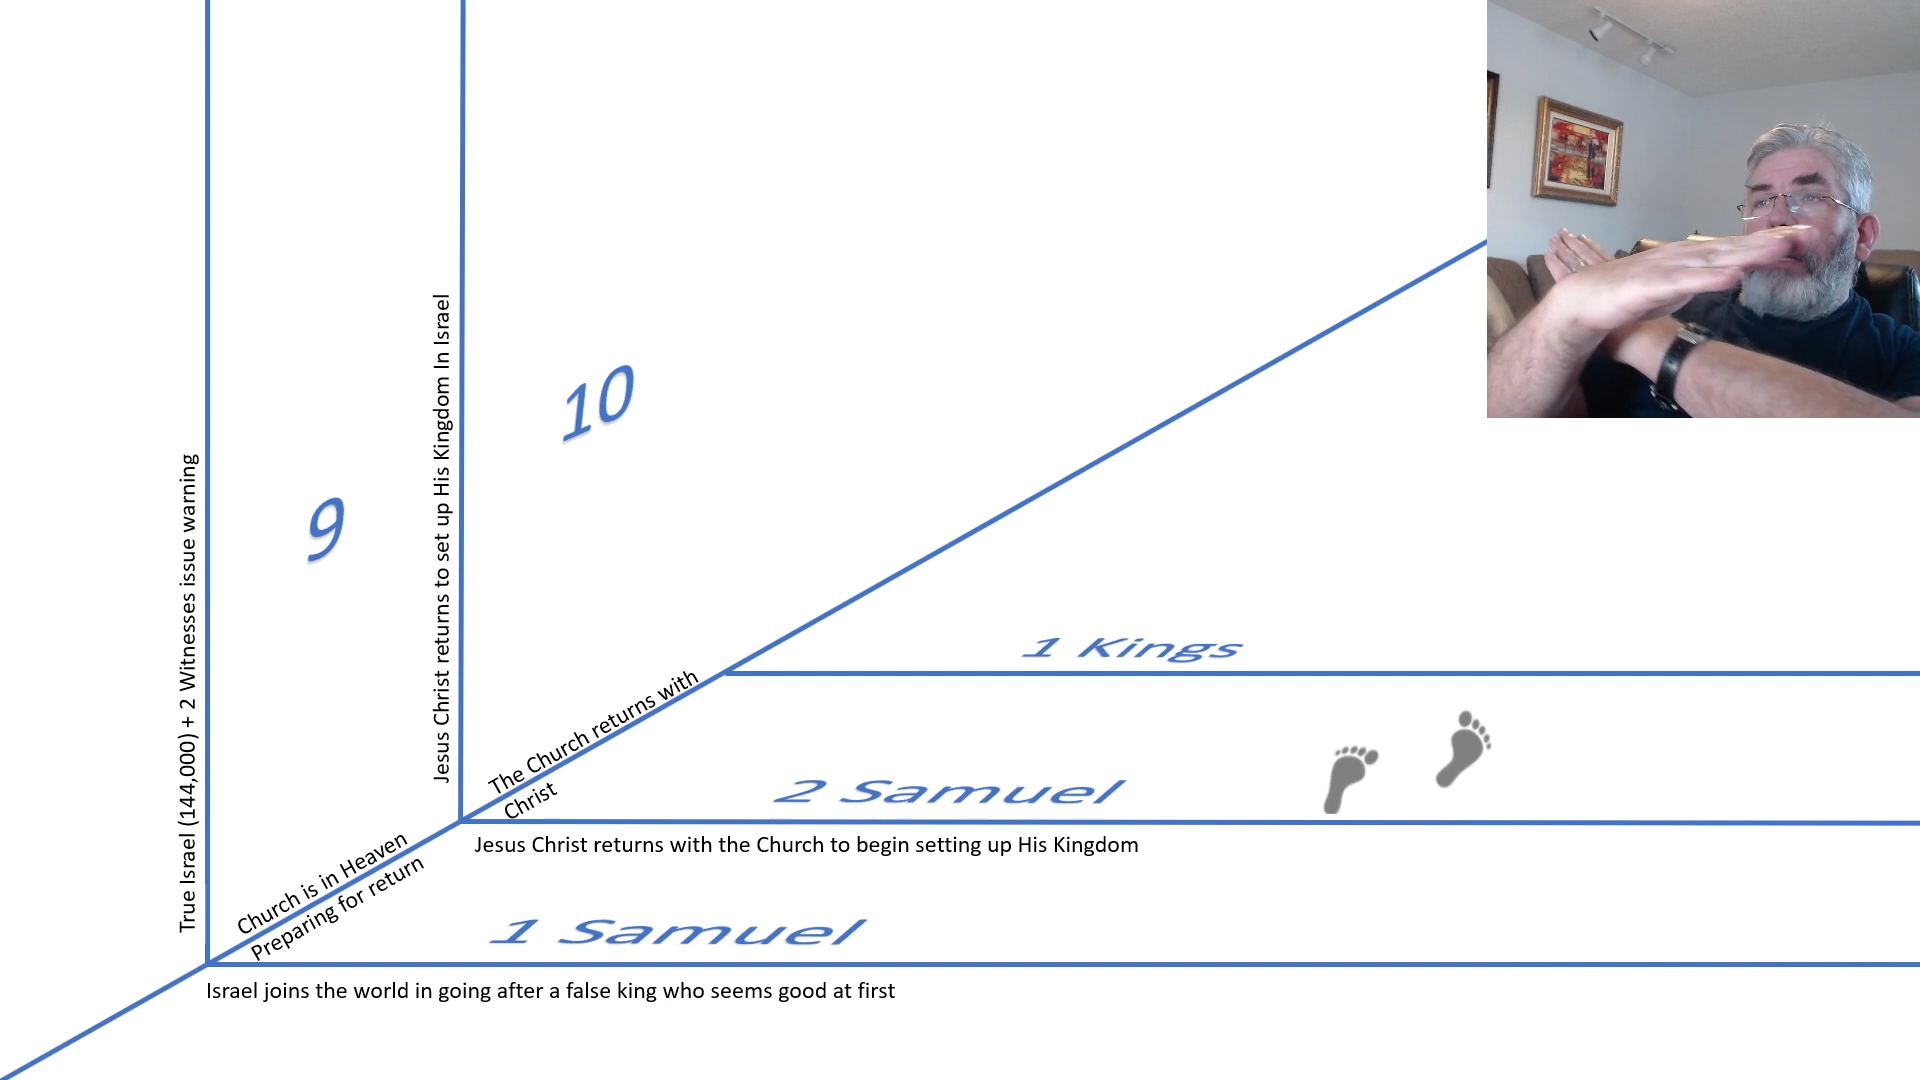 True Israel (144,000) + 2 Witnesses issue warning
9
Jesus Christ returns to set up His Kingdom In Israel
10
1 Kings
The Church returns with
Christ
2 Samuel
Jesus Christ returns with the Church to begin setting up His Kingdom
Church is in Heaven
Preparing for return
1 Samuel
Israel joins the world in going after a false king who seems good at first